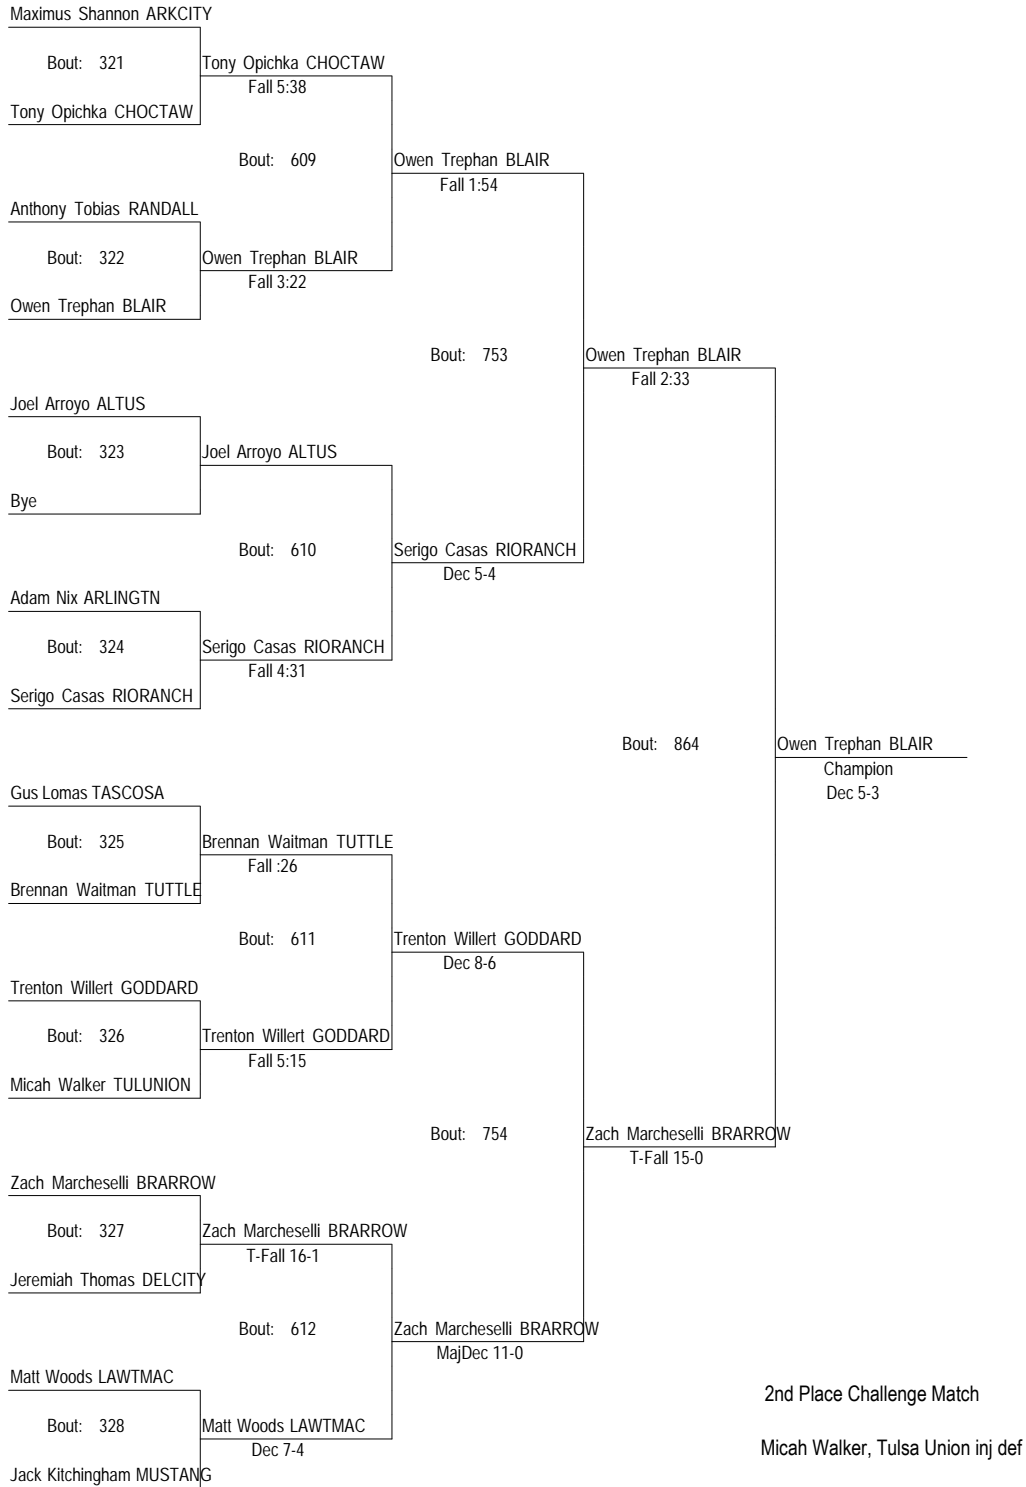 Maximus Shannon ARKCITY
Bout: 321
Tony Opichka CHOCTAW
Fall 5:38
Tony Opichka CHOCTAW
Bout: 609
Owen Trephan BLAIR
Fall 1:54
Anthony Tobias RANDALL
Bout: 322
Owen Trephan BLAIR
Fall 3:22
Owen Trephan BLAIR
Bout: 753
Owen Trephan BLAIR
Fall 2:33
Joel Arroyo ALTUS
Bout: 323
Joel Arroyo ALTUS
Bye
Bout: 610
Serigo Casas RIORANCH
Dec 5-4
Adam Nix ARLINGTN
Bout: 324
Serigo Casas RIORANCH
Fall 4:31
Serigo Casas RIORANCH
Bout: 864
Owen Trephan BLAIR
Champion
Dec 5-3
Gus Lomas TASCOSA
Bout: 325
Brennan Waitman TUTTLE
Fall :26
Brennan Waitman TUTTLE
Bout: 611
Trenton Willert GODDARD
Dec 8-6
Trenton Willert GODDARD
Bout: 326
Trenton Willert GODDARD
Fall 5:15
Micah Walker TULUNION
Bout: 754
Zach Marcheselli BRARROW
T-Fall 15-0
Zach Marcheselli BRARROW
Bout: 327
Zach Marcheselli BRARROW
T-Fall 16-1
Jeremiah Thomas DELCITY
Bout: 612
Zach Marcheselli BRARROW
MajDec 11-0
Matt Woods LAWTMAC
Bout: 328
Matt Woods LAWTMAC
Dec 7-4
Jack Kitchingham MUSTANG
2nd Place Challenge Match
Micah Walker, Tulsa Union inj def